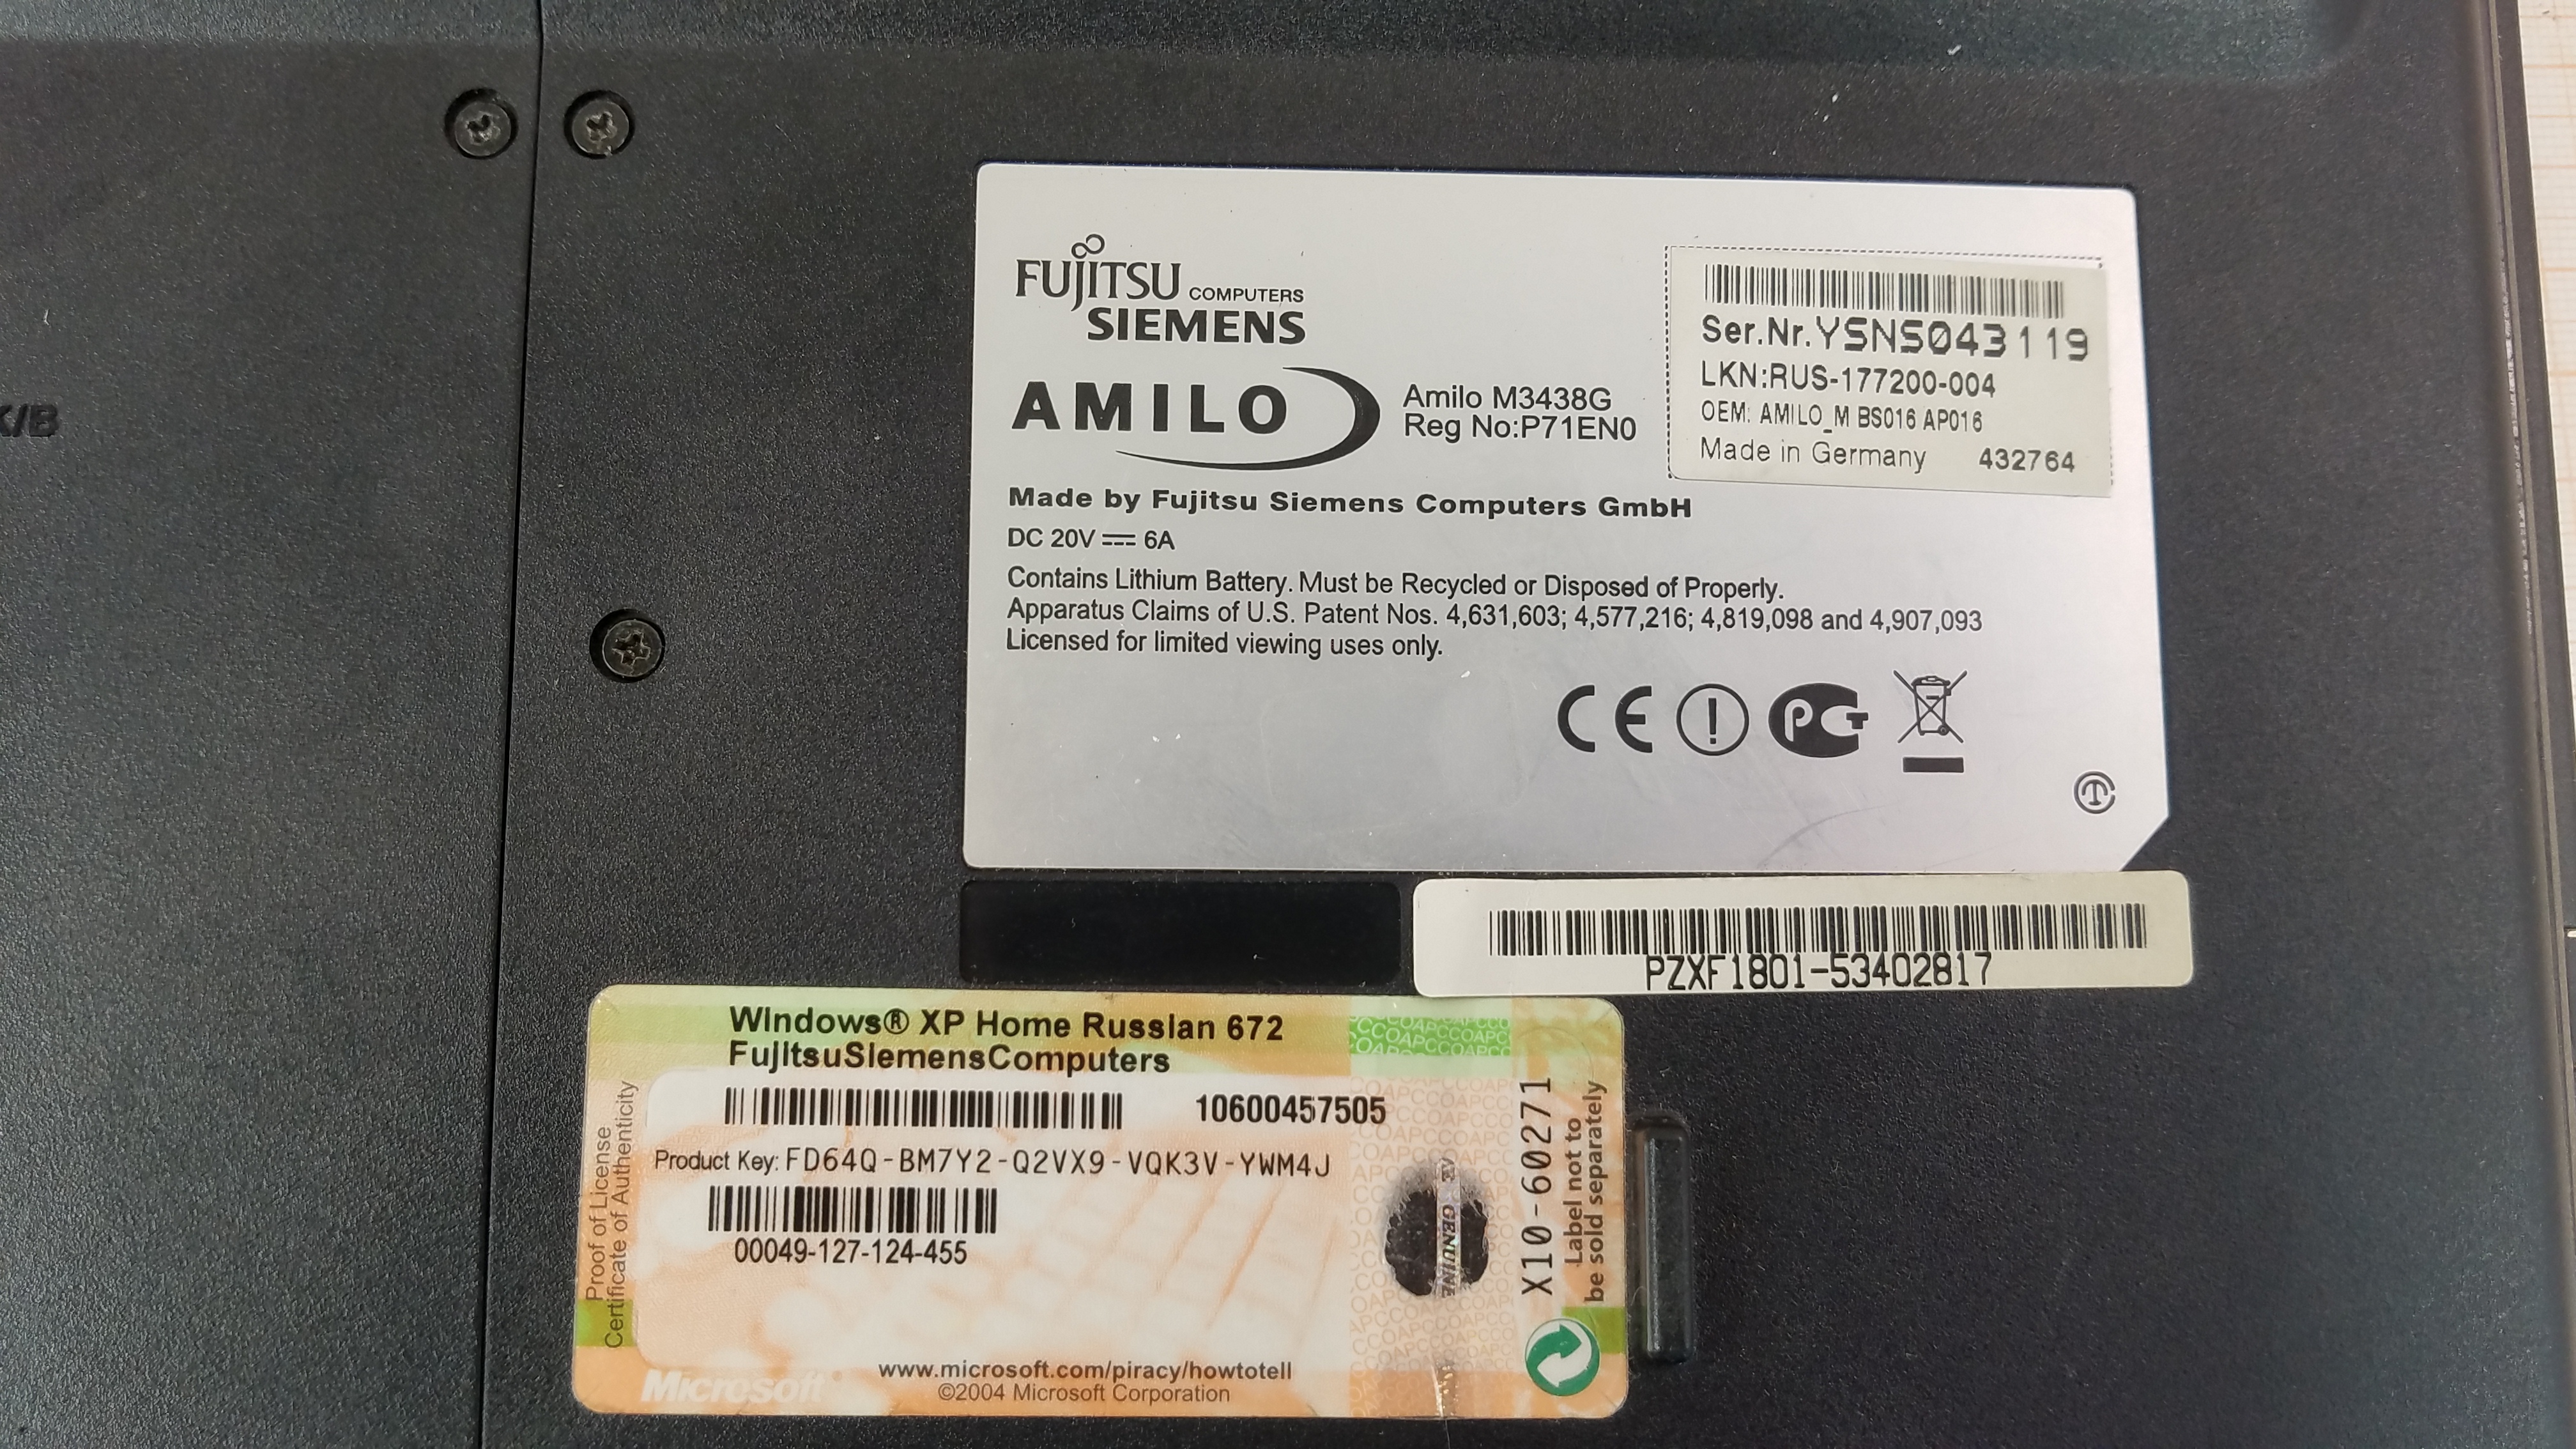 K/B
FUJITSU COMPUTERS
SIEMENS
AMILO
Amilo M3438G
Reg No:P71EN0
Ser.Nr.YSNS043119
LKN:RUS-177200-004
OEM: AMILO_M BS016 AP016
Made in Germany 432764
Made by Fujitsu Siemens Computers GmbH
DC 20V 6A
Contains Lithium Battery. Must be Recycled or Disposed of Properly.
Apparatus Claims of U.S. Patent Nos. 4,631,603; 4,577,216; 4,819,098 and 4,907,093
Licensed for limited viewing uses only.
CE
PZXF1801-53402817
Windows® XP Home Russian 672
FujitsuSiemensComputers
10600457505
Product Key: FD64Q-BM7Y2-Q2VX9-VQK3V-YWM4J
00049-127-124-455
Proof of License
Certificate of Authenticity
GENUINE
X10-60271
Label not to
be sold separately
Microsoft
www.microsoft.com/piracy/howtotell
©2004 Microsoft Corporation